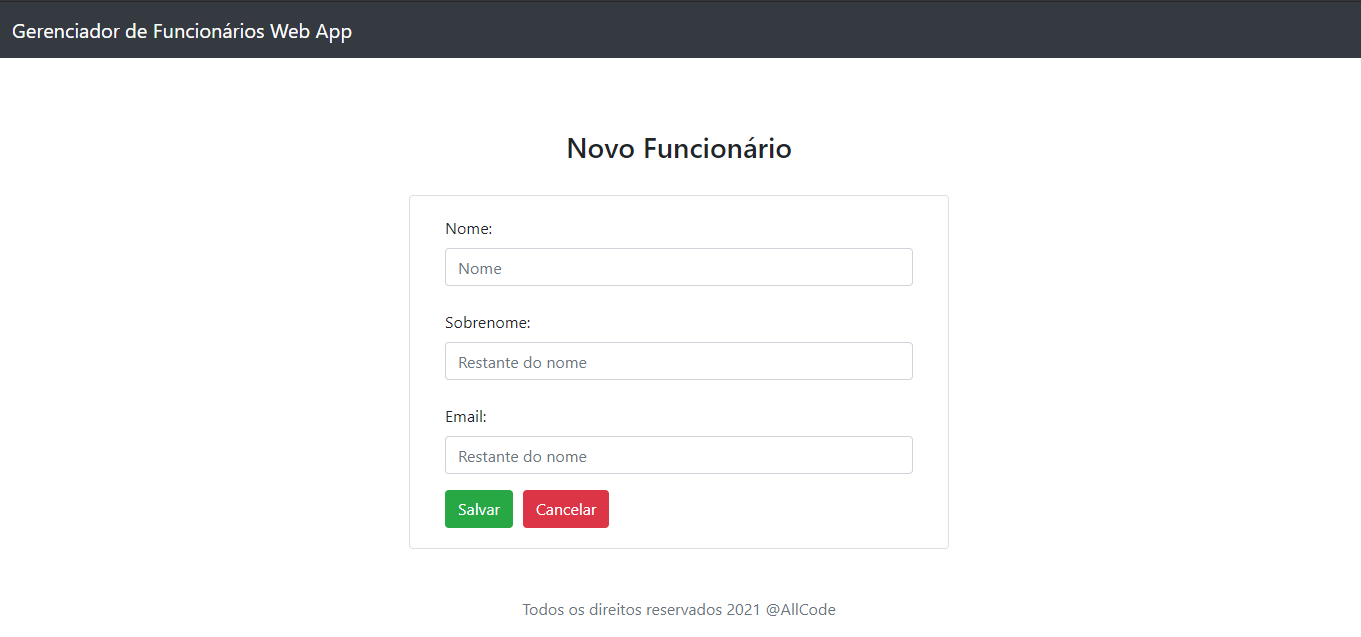 Gerenciador de Funcionários Web App
Novo Funcionário
Nome:
Nome
Sobrenome:
Restante do nome
Email:
Restante do nome
Salvar Cancelar
Todos os direitos reservados 2021 @AllCode